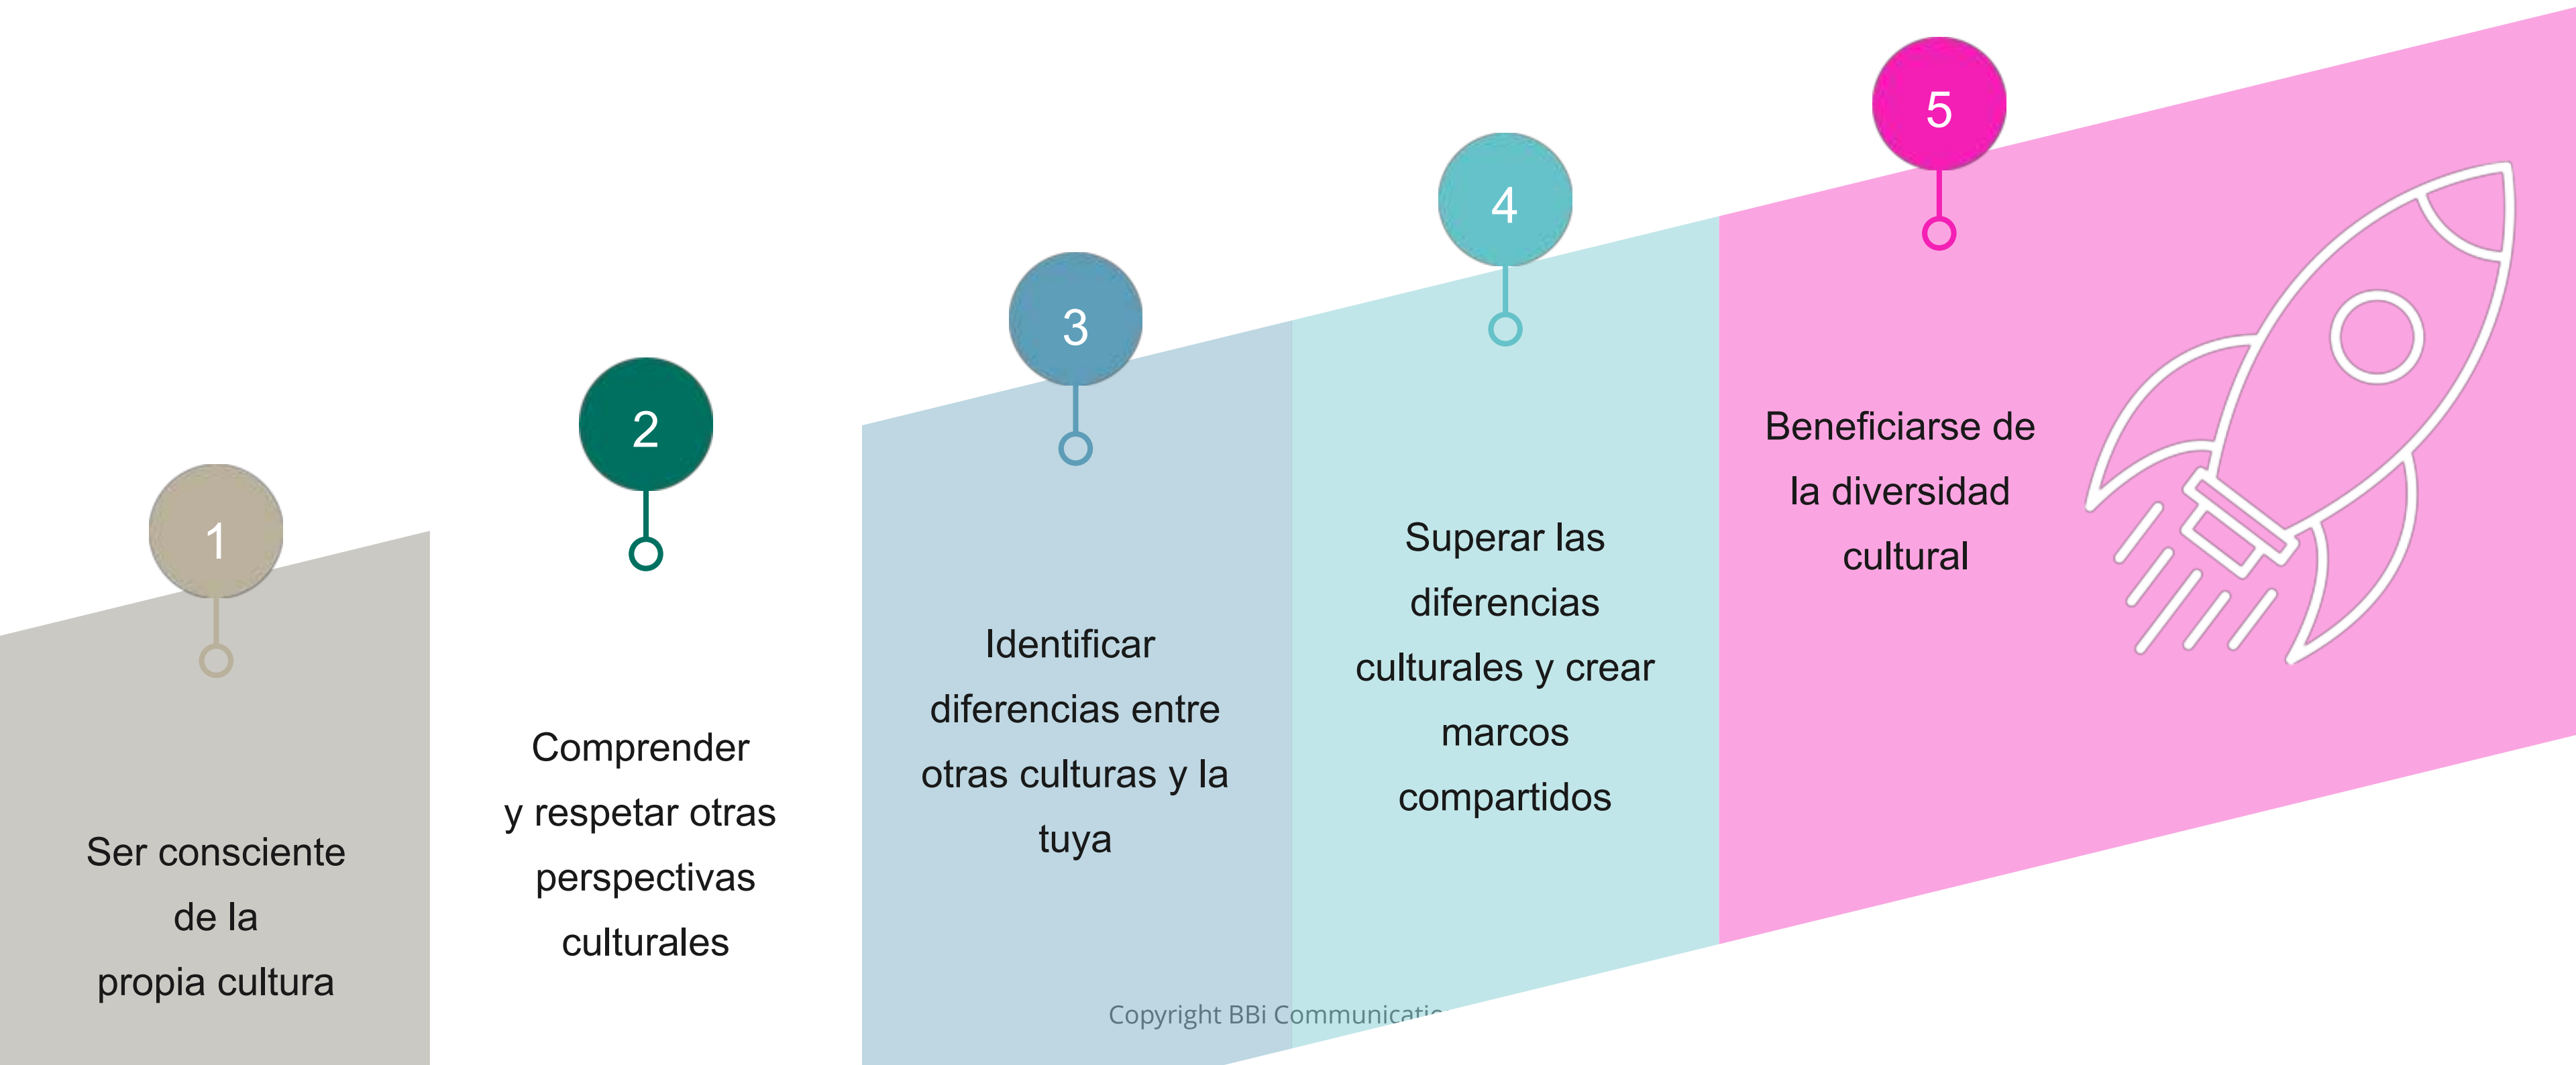 1
Ser consciente
de la
propia cultura
2
Comprender
y respetar otras
perspectivas
culturales
3
Identificar
diferencias entre
otras culturas y la
tuya
4
Superar las
diferencias
culturales y crear
marcos
compartidos
5
Beneficiarse de
la diversidad
cultural
Copyright BBi